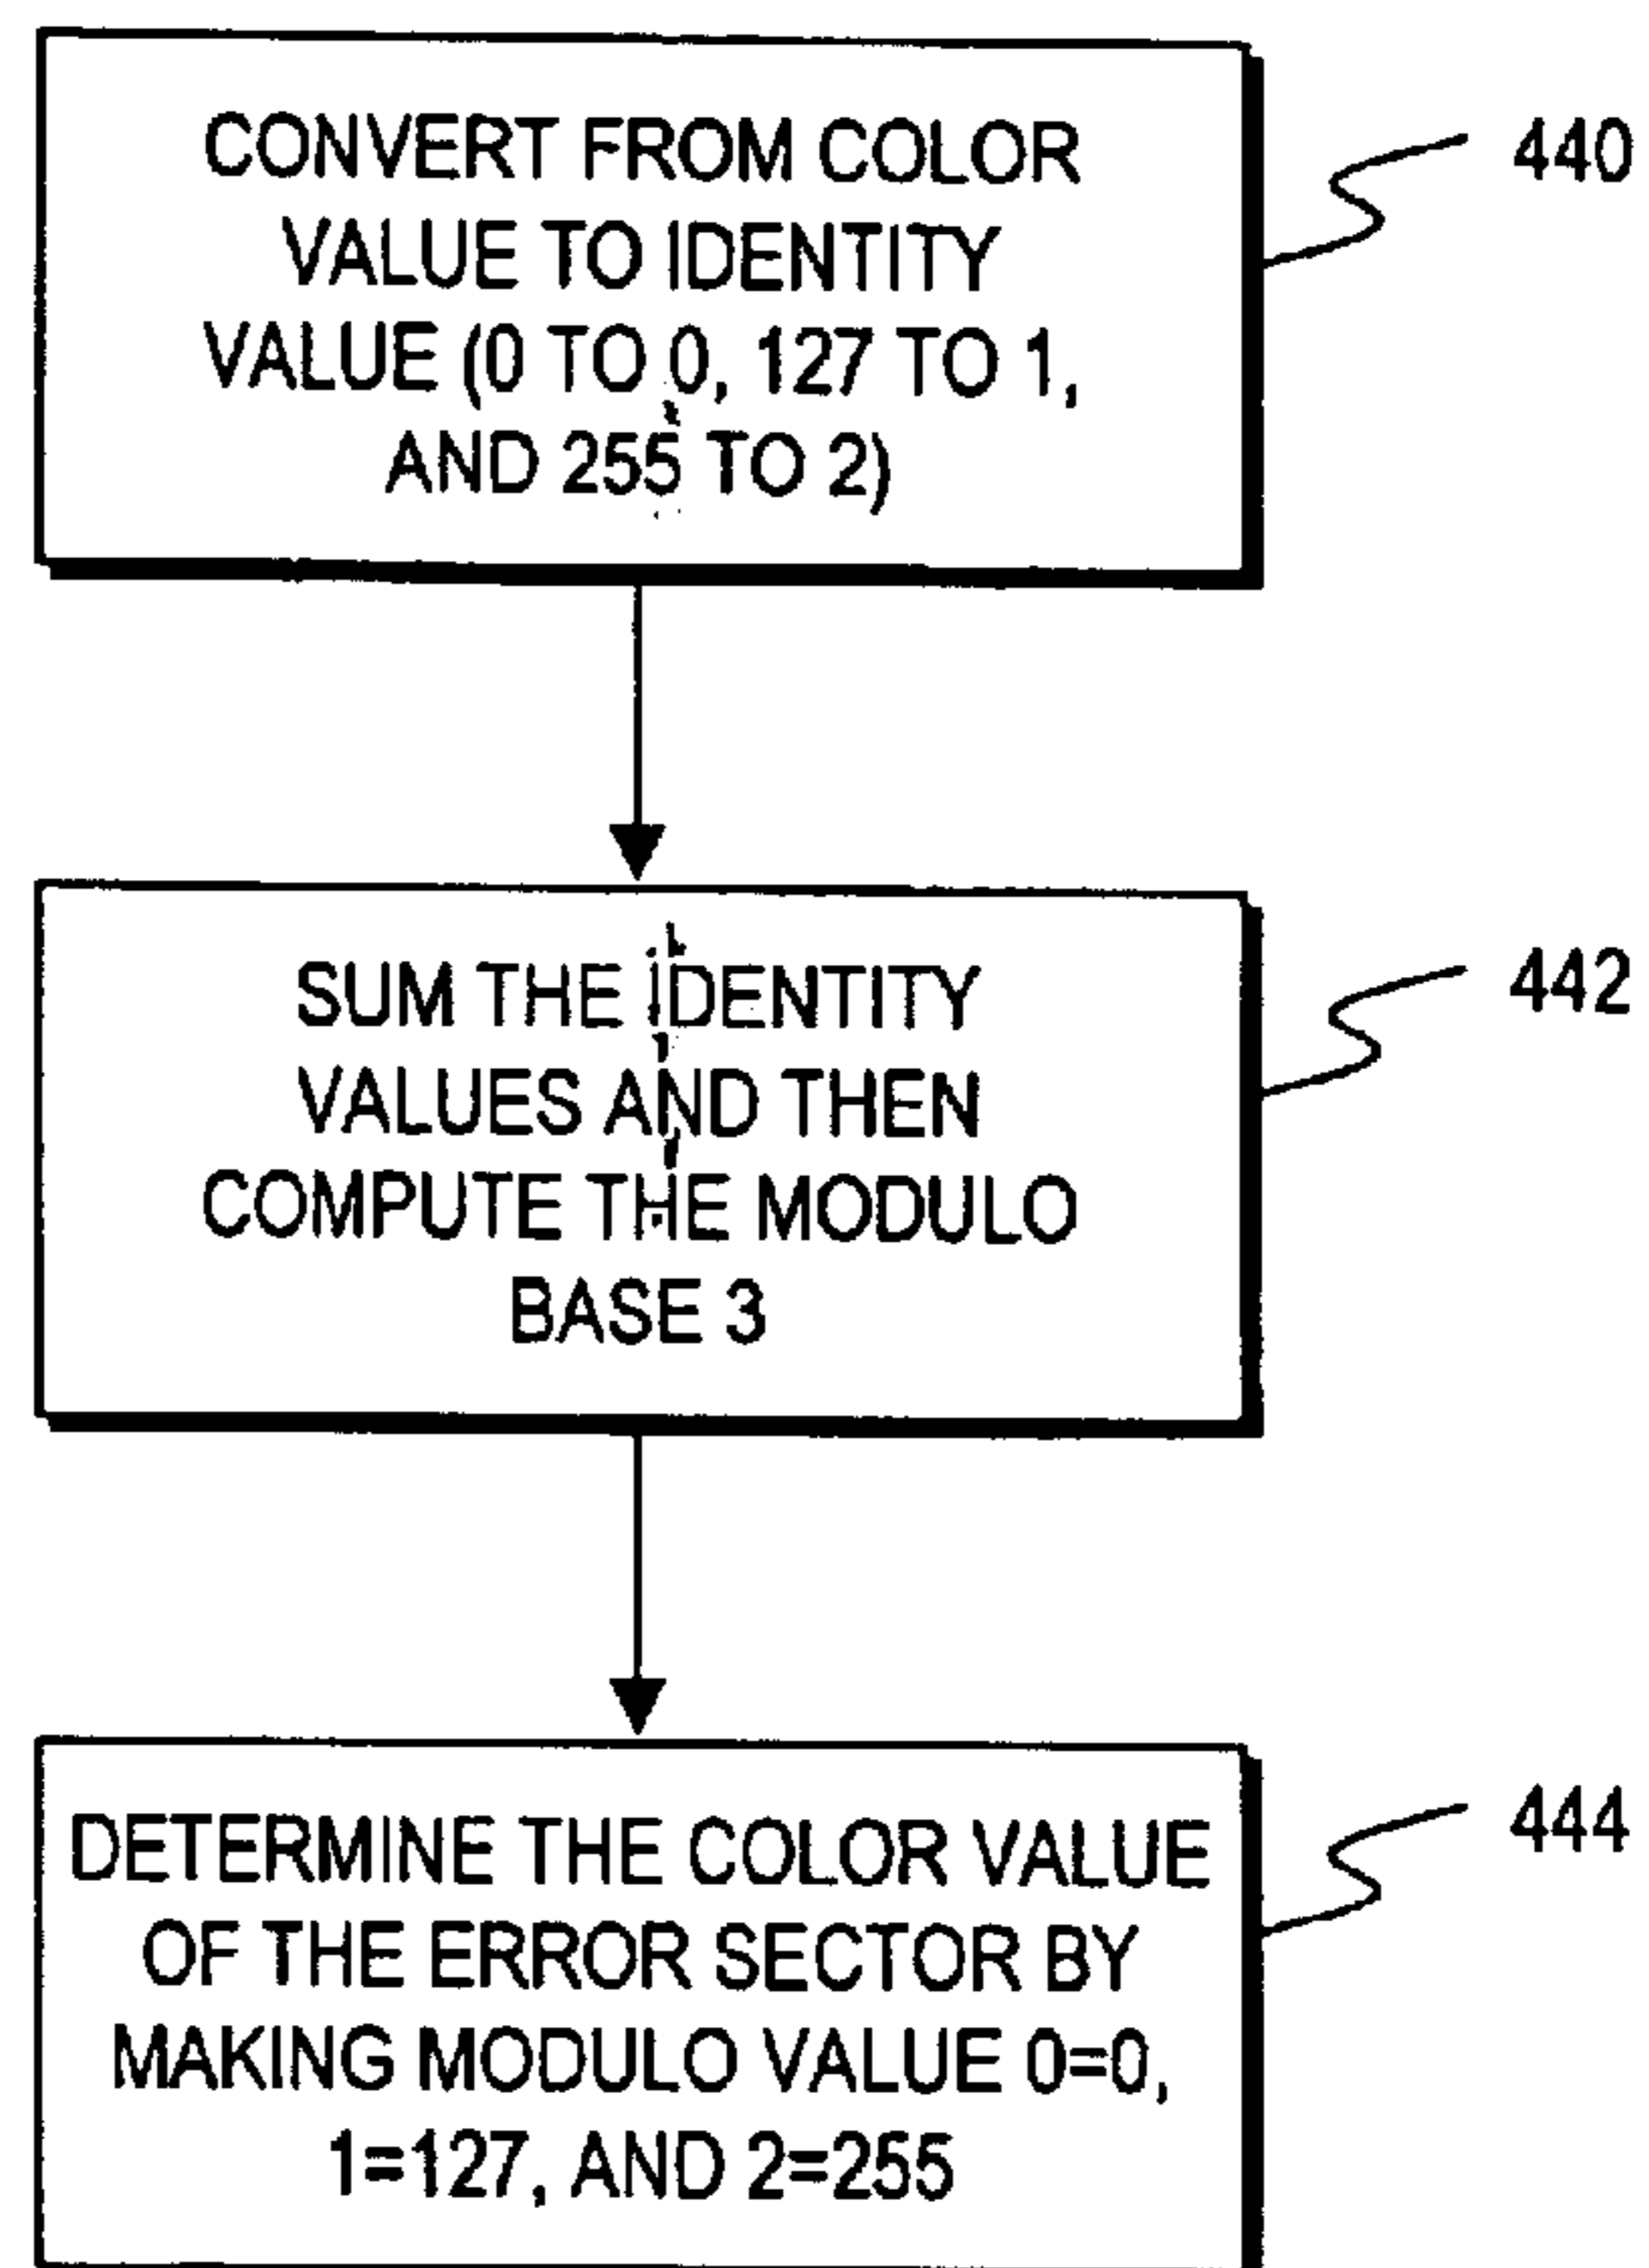 CONVERT FROM COLOR
VALUE TO IDENTITY
VALUE (0 TO 0, 127 TO 1,
AND 255 TO 2)
440
SUM THE IDENTITY
VALUES AND THEN
COMPUTE THE MODULO
BASE 3
442
DETERMINE THE COLOR VALUE
OF THE ERROR SECTOR BY
MAKING MODULO VALUE 0=0,
1=127, AND 2=255
444